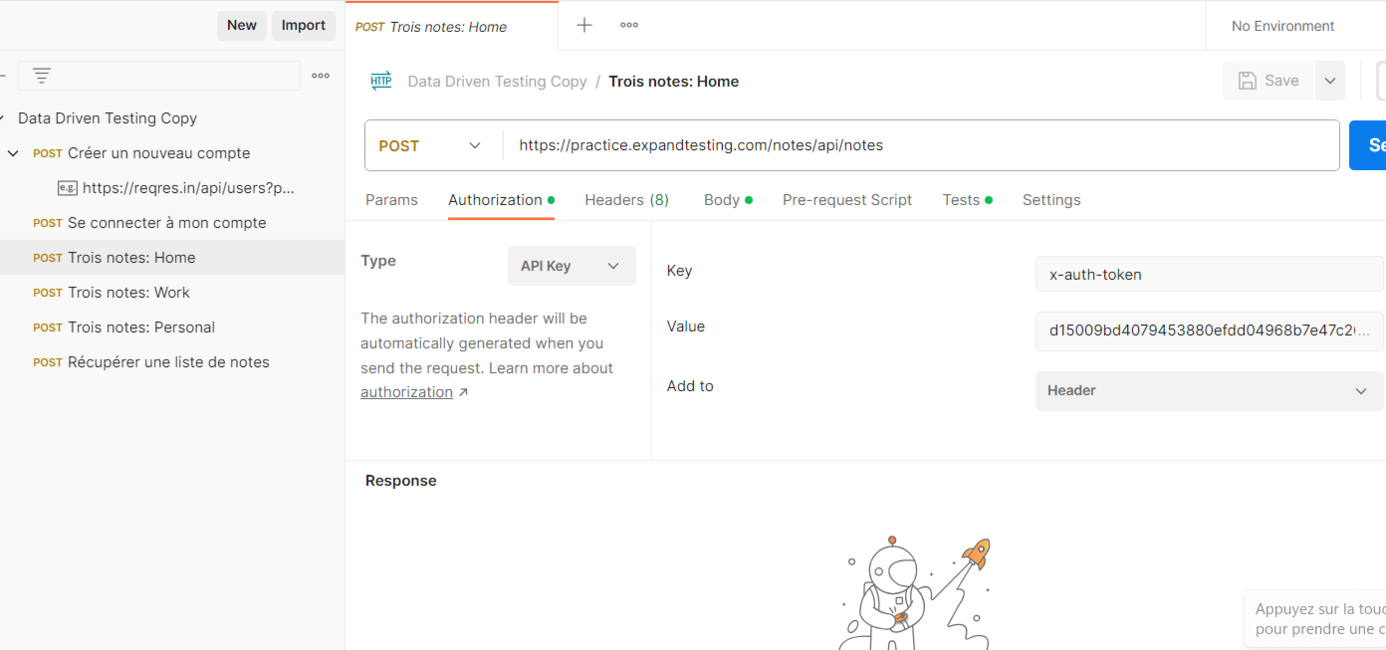 New
Import
POST Trois notes: Home
No Environment
HTTP
Data Driven Testing Copy / Trois notes: Home
Save
Data Driven Testing Copy
POST Créer un nouveau compte
e.g. https://reqres.in/api/users?p...
POST Se connecter à mon compte
POST Trois notes: Home
POST Trois notes: Work
POST Trois notes: Personal
POST Récupérer une liste de notes
POST
https://practice.expandtesting.com/notes/api/notes
Se
Params
Authorization
Headers (8)
Body
Pre-request Script
Tests
Settings
Type
API Key
The authorization header will be
automatically generated when you
send the request. Learn more about
authorization ↗
Key
x-auth-token
Value
d15009bd4079453880efdd04968b7e47c2...
Add to
Header
Response
Appuyez sur la touc
pour prendre une c